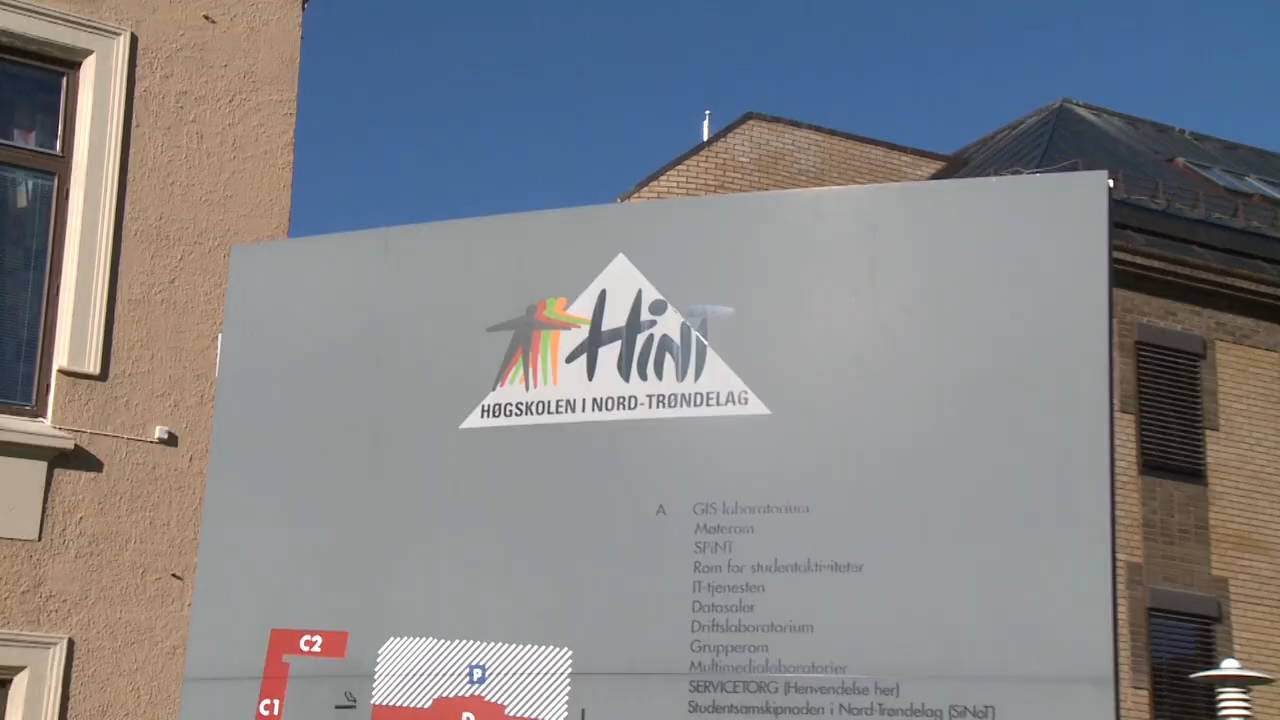 HiNT
HØGSKOLEN I NORD-TRØNDELAG
A GIS-laboratorium
Møterom
SPiNT
Rom for studentaktiviteter
IT-tjenesten
Datasaler
Driftslaboratorium
Grupperom
Multimedialaboratorier
SERVICETORG (Henvendelse her)
Studentsamskipnaden i Nord-Trøndelag (SiNoT)
C2
P
C1
D